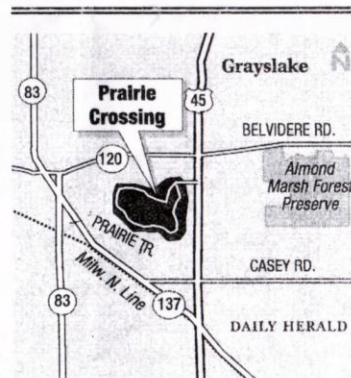 Grayslake
N
83
Prairie
Crossing
45
BELVIDERE RD.
120
Almond
Marsh Forest
Preserve
PRAIRIE TR.
Milw. N. Line
CASEY RD.
83
137
DAILY HERALD